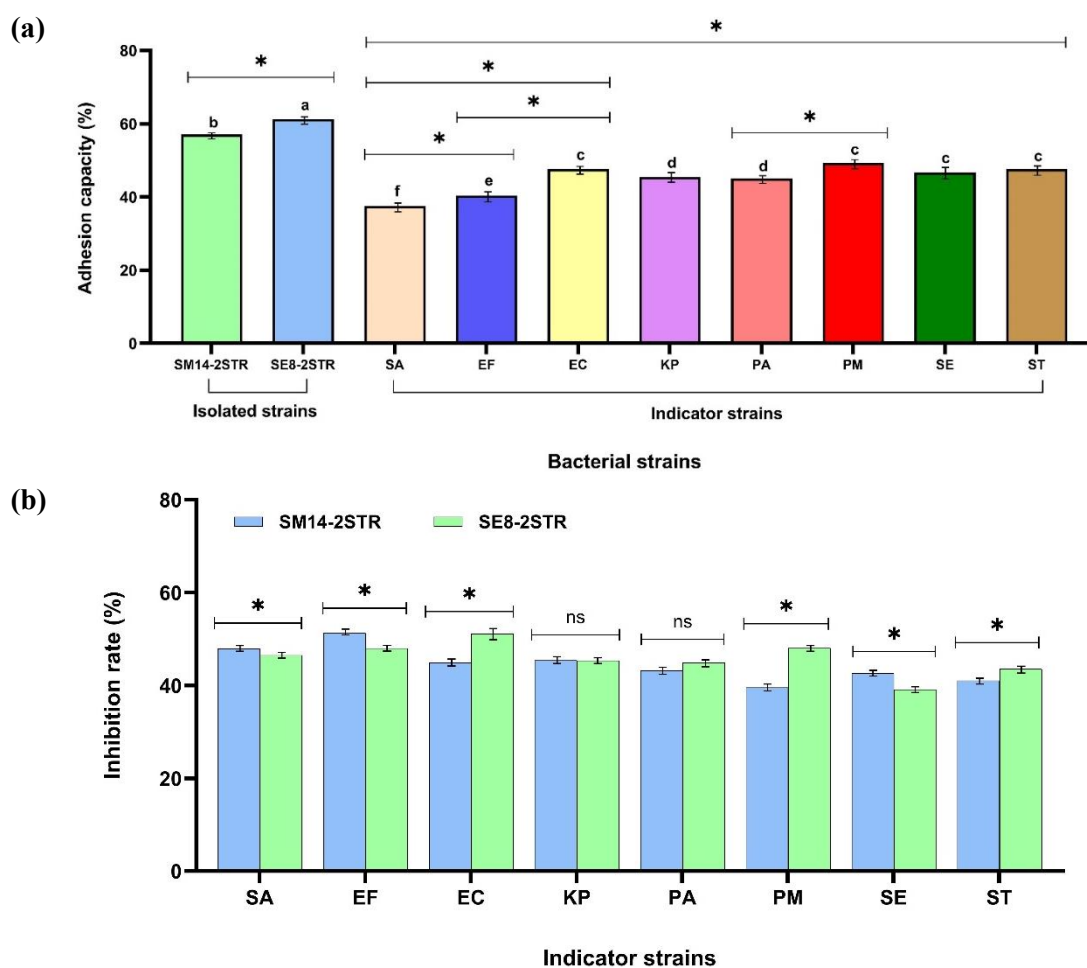 (a)
Adhesion capacity (%)
80
60
40
20
0
* * * * * *
b a f e c d d c c c
SM14-2STR SE8-2STR SA EF EC KP PA PM SE ST
Isolated strains Indicator strains
Bacterial strains
(b)
Inhibition rate (%)
80
60
40
20
0
SM14-2STR SE8-2STR
* * * ns ns * * *
SA EF EC KP PA PM SE ST
Indicator strains